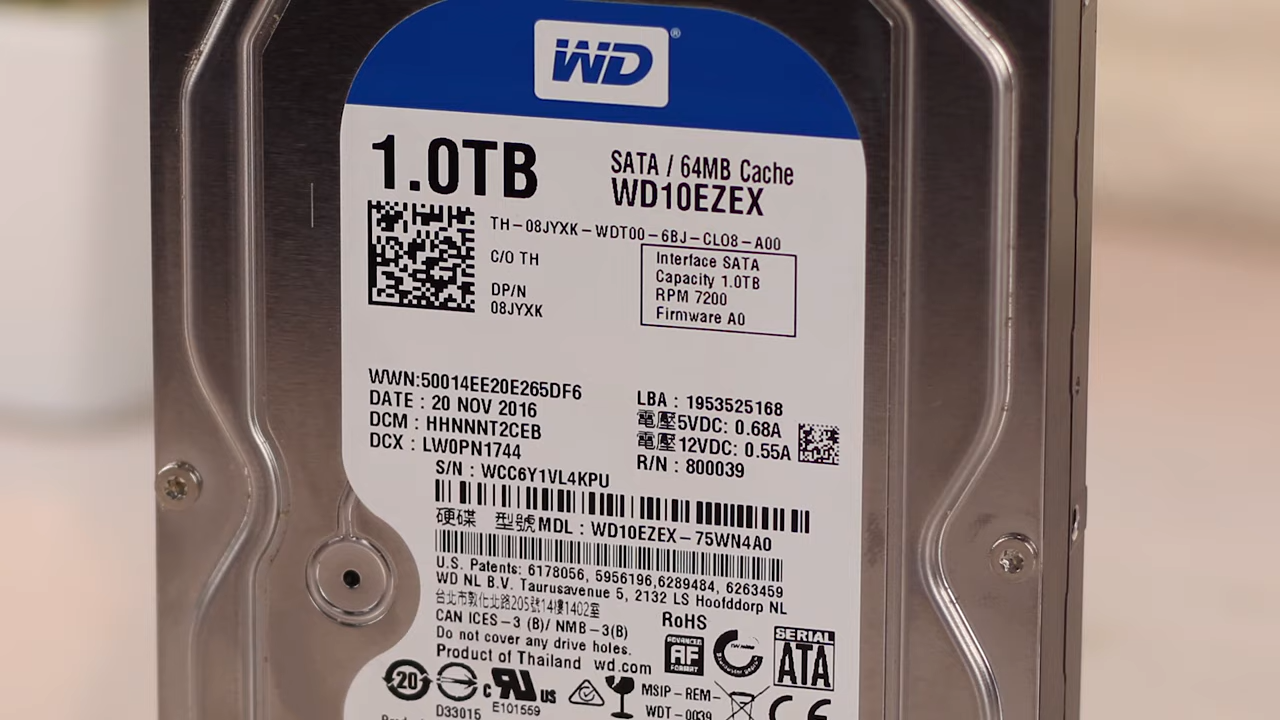 WD®
1.0TB
SATA / 64MB Cache
WD10EZEX
TH-08JYXK-WDT00-6BJ-CL08-A00
C/O TH
DP/N
08JYXK
Interface SATA
Capacity 1.0TB
RPM 7200
Firmware A0
WWN:50014EE20E265DF6
DATE : 20 NOV 2016
DCM : HHNNNT2CEB
DCX : LW0PN1744
LBA : 1953525168
電壓5VDC: 0.68A
電壓12VDC: 0.55A
R/N : 800039
S/N : WCC6Y1VL4KPU
硬碟 型號MDL : WD10EZEX-75WN4A0
U.S. Patents: 6178056, 5956196,6289484, 6263459
WD NL B.V. Taurusavenue 5, 2132 LS Hoofddorp NL
台北市敦化北路205號14樓1402室
CAN ICES-3 (B)/ NMB-3(B)
Do not cover any drive holes.
Product of Thailand wd.com
RoHS
ADVANCED
AF
FORMAT
SERIAL
ATA
20
D33015
c UR us
E101559
MSIP-REM-
WDT-0039
CE